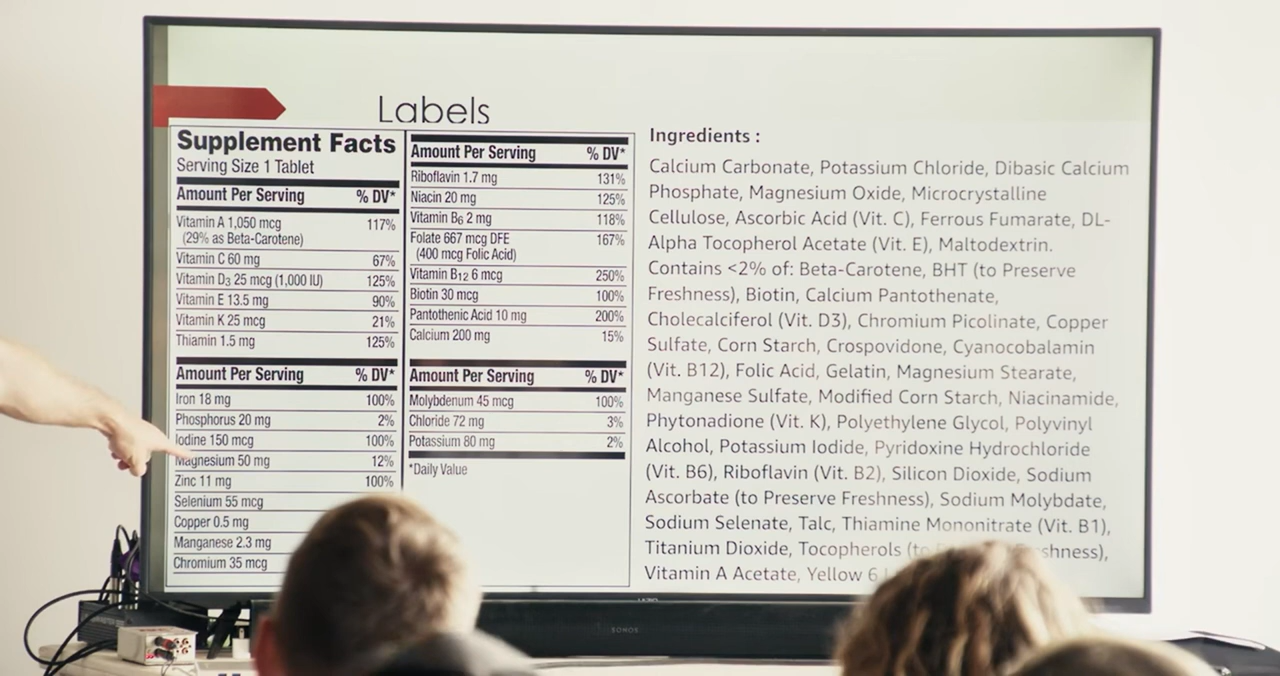 Labels
Supplement Facts
Serving Size 1 Tablet
Amount Per Serving % DV*
Vitamin A 1,050 mcg 117%
(29% as Beta-Carotene)
Vitamin C 60 mg 67%
Vitamin D3 25 mcg (1,000 IU) 125%
Vitamin E 13.5 mg 90%
Vitamin K 25 mcg 21%
Thiamin 1.5 mg 125%
Amount Per Serving % DV*
Iron 18 mg 100%
Phosphorus 20 mg 2%
Iodine 150 mcg 100%
Magnesium 50 mg 12%
Zinc 11 mg 100%
Selenium 55 mcg
Copper 0.5 mg
Manganese 2.3 mg
Chromium 35 mcg
Amount Per Serving % DV*
Riboflavin 1.7 mg 131%
Niacin 20 mg 125%
Vitamin B6 2 mg 118%
Folate 667 mcg DFE 167%
(400 mcg Folic Acid)
Vitamin B12 6 mcg 250%
Biotin 30 mcg 100%
Pantothenic Acid 10 mg 200%
Calcium 200 mg 15%
Amount Per Serving % DV*
Molybdenum 45 mcg 100%
Chloride 72 mg 3%
Potassium 80 mg 2%
*Daily Value
Ingredients :
Calcium Carbonate, Potassium Chloride, Dibasic Calcium
Phosphate, Magnesium Oxide, Microcrystalline
Cellulose, Ascorbic Acid (Vit. C), Ferrous Fumarate, DL-
Alpha Tocopherol Acetate (Vit. E), Maltodextrin.
Contains <2% of: Beta-Carotene, BHT (to Preserve
Freshness), Biotin, Calcium Pantothenate,
Cholecalciferol (Vit. D3), Chromium Picolinate, Copper
Sulfate, Corn Starch, Crospovidone, Cyanocobalamin
(Vit. B12), Folic Acid, Gelatin, Magnesium Stearate,
Manganese Sulfate, Modified Corn Starch, Niacinamide,
Phytonadione (Vit. K), Polyethylene Glycol, Polyvinyl
Alcohol, Potassium Iodide, Pyridoxine Hydrochloride
(Vit. B6), Riboflavin (Vit. B2), Silicon Dioxide, Sodium
Ascorbate (to Preserve Freshness), Sodium Molybdate,
Sodium Selenate, Talc, Thiamine Mononitrate (Vit. B1),
Titanium Dioxide, Tocopherols (to
Vitamin A Acetate, Yellow 6
SONOS